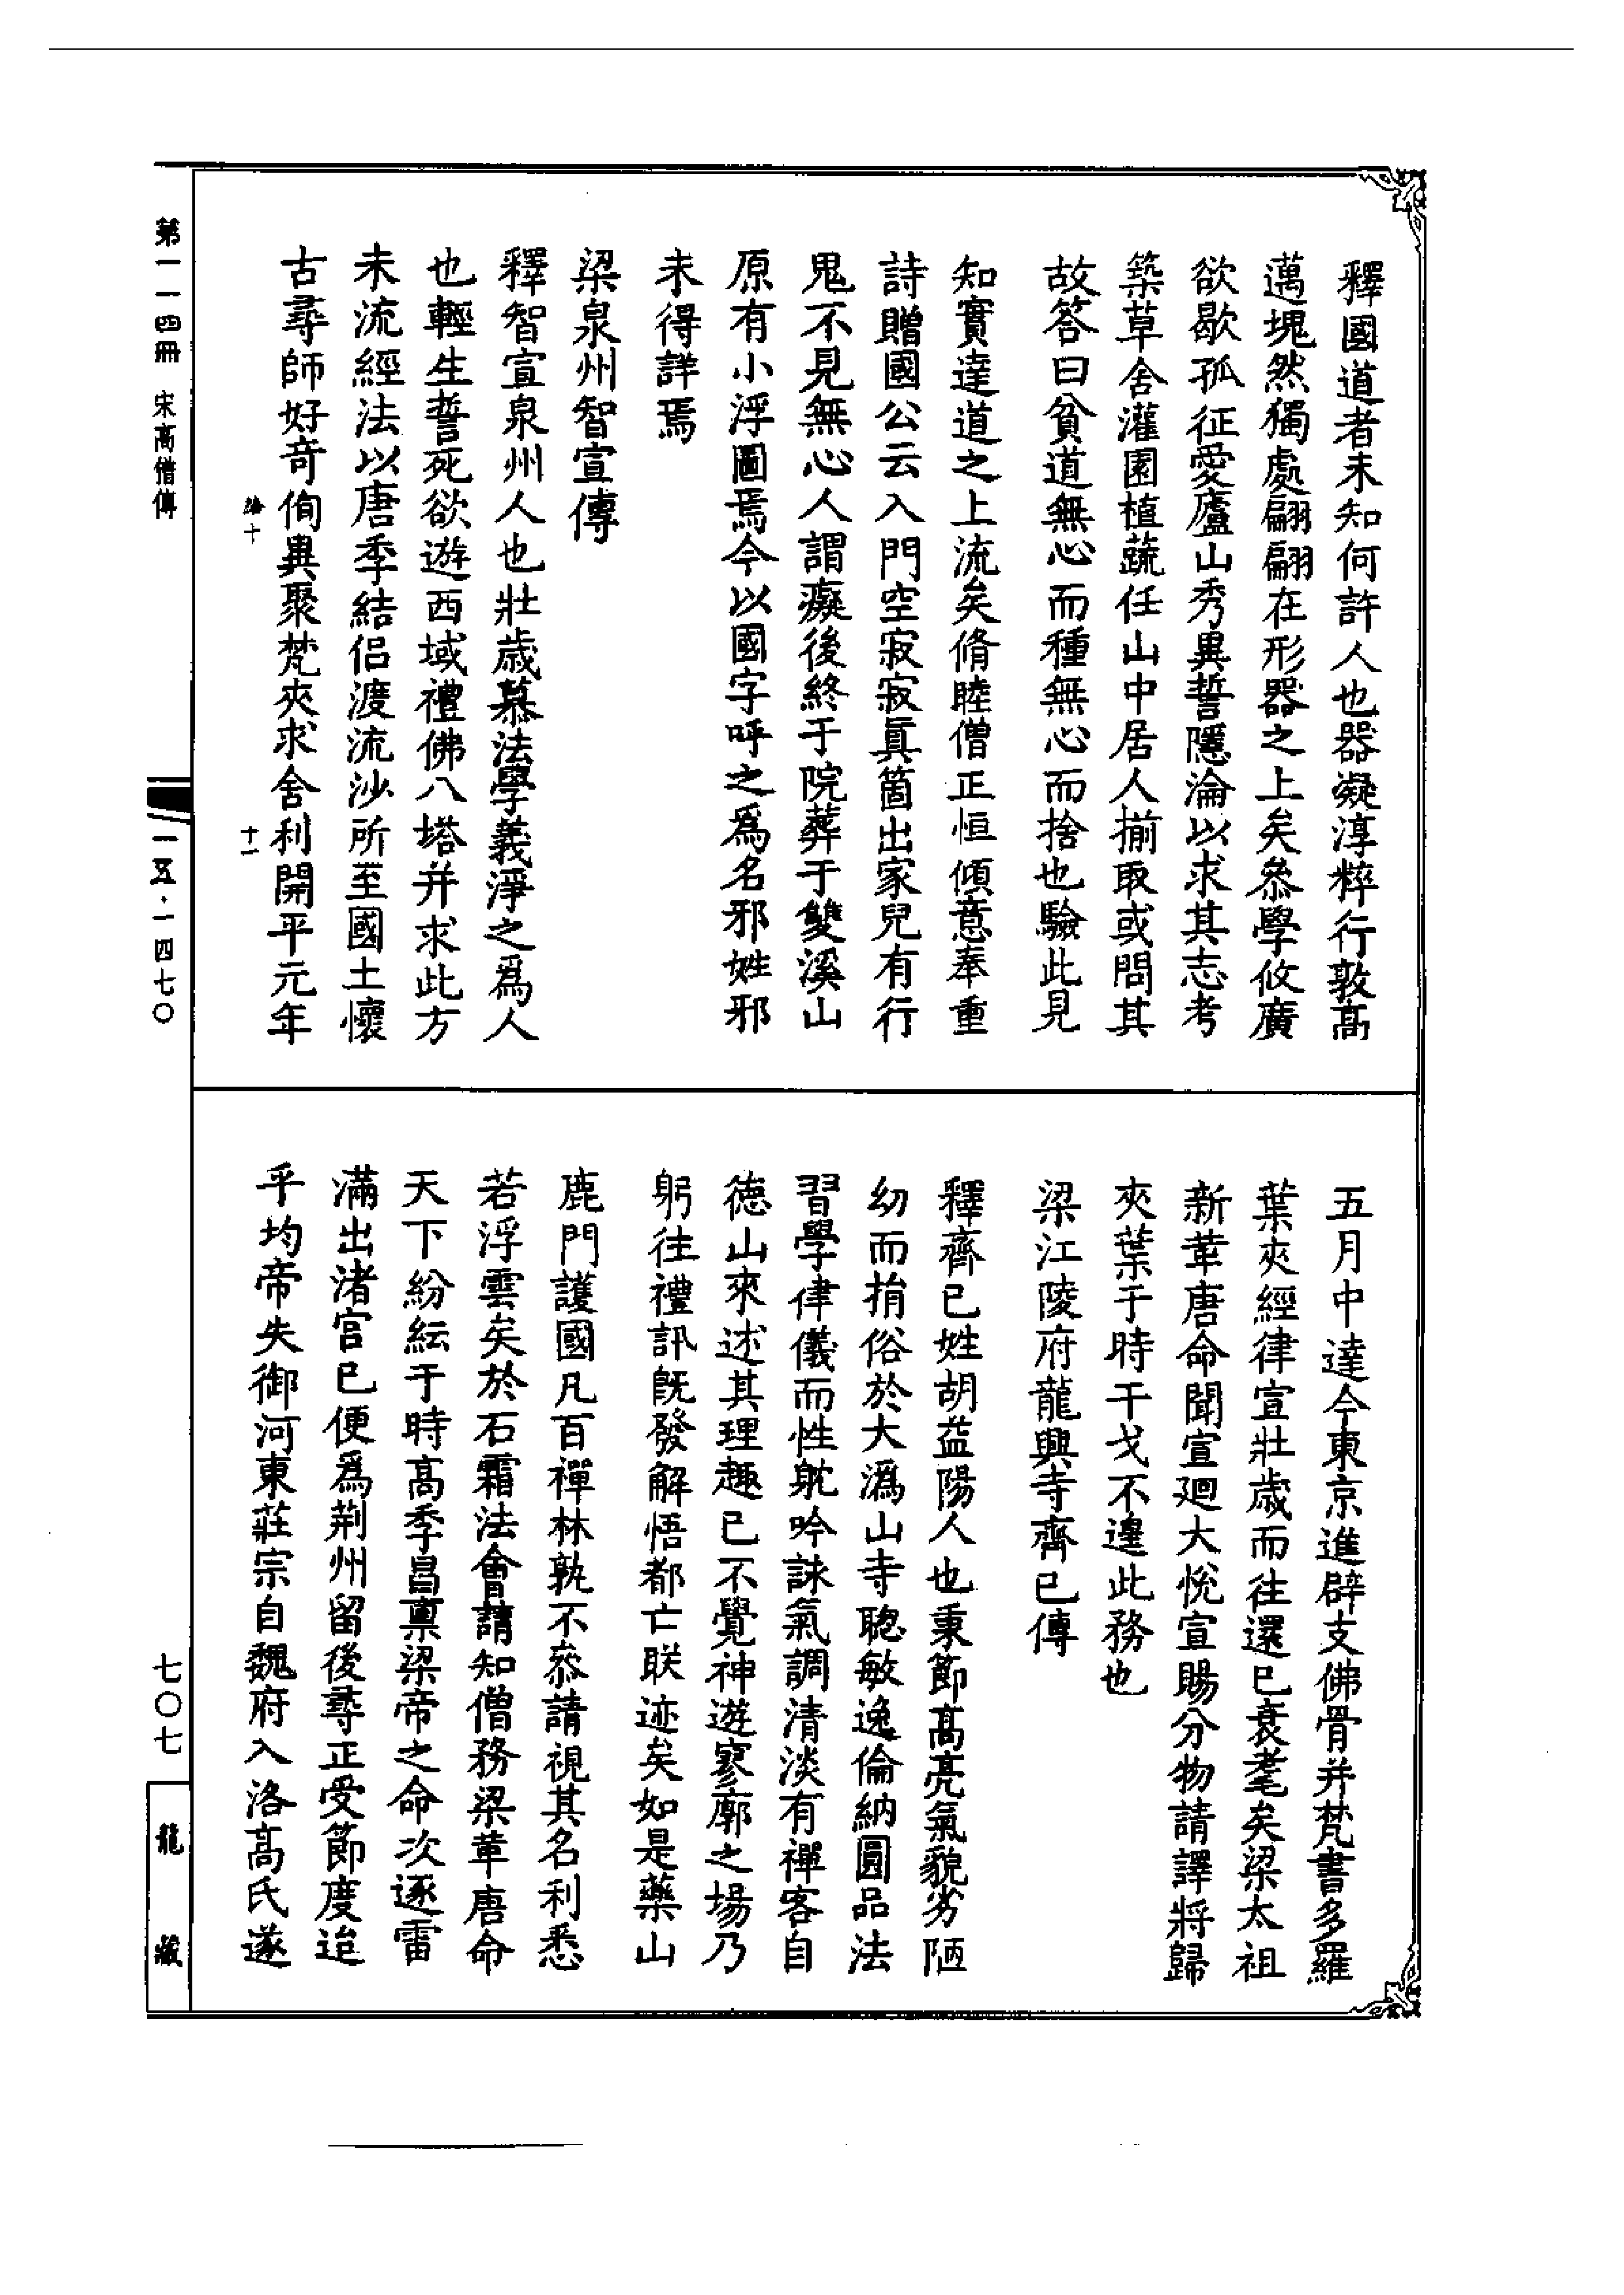 釋國道者未知何許人也器凝淳粹行敦高
邁塊然獨處翩翩在形器之上矣叅學攸廣
欲歇孤征愛廬山秀異誓隱淪以求其志考
築草舍灌園植蔬任山中居人揃取或問其
故答曰貧道無心而種無心而捨也驗此見
知實達道之上流矣脩睦僧正恒傾意奉重
詩贈國公云入門空寂寂真箇出家兒有行
鬼不見無心人謂癡後終于院葬于雙溪山
原有小浮圖焉今以國字呼之爲名邪姓邪
未得詳焉
梁泉州智宣傳
釋智宣泉州人也壯歲慕法學義淨之爲人
也輕生誓死欲遊西域禮佛八塔并求此方
未流經法以唐季結侣渡流沙所至國土懷
古尋師好奇徇異聚梵夾求舍利開平元年
五月中達今東京進辟支佛骨并梵書多羅
葉夾經律宣壯歲而往還已衰耄矣梁太祖
新革唐命聞宣廻大悅宣賜分物請譯將歸
夾葉于時干戈不遑此務也
梁江陵府龍興寺齊已傳
釋齊已姓胡益陽人也秉節高亮氣貌劣陋
幼而捐俗於大溈山寺聰敏逸倫納圓品法
習學律儀而性躭吟詠氣調清淡有禪客自
德山來述其理趣已不覺神遊寥廓之場乃
躬往禮訊旣發解悟都亡朕迹矣如是藥山
鹿門護國凡百禪林孰不叅請視其名利悉
若浮雲矣於石霜法會請知僧務梁革唐命
天下紛紜于時高季昌稟梁帝之命次逐雷
滿出渚宮已便爲荆州留後尋正受節度迨
乎均帝失御河東莊宗自魏府入洛高氏遂
第一一四冊 宋高僧傳
綸十
十一
一五·一四七〇
七〇七
龍藏